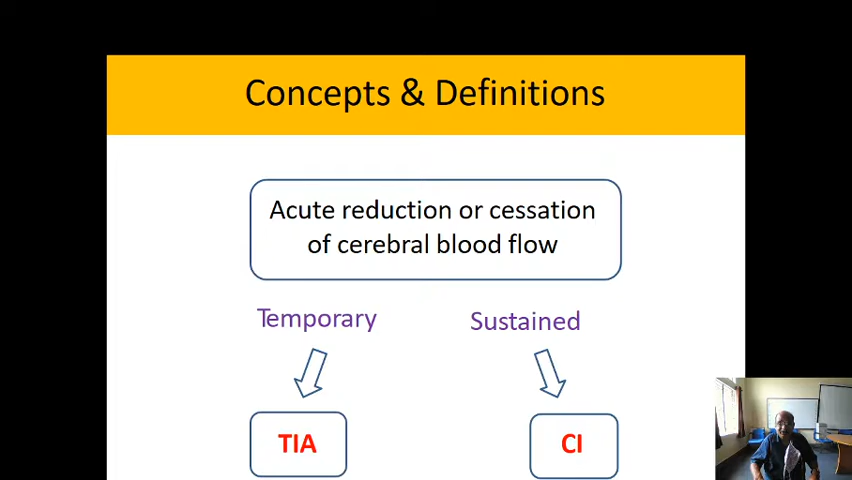 Concepts & Definitions
Acute reduction or cessation
of cerebral blood flow
Temporary
Sustained
TIA
CI